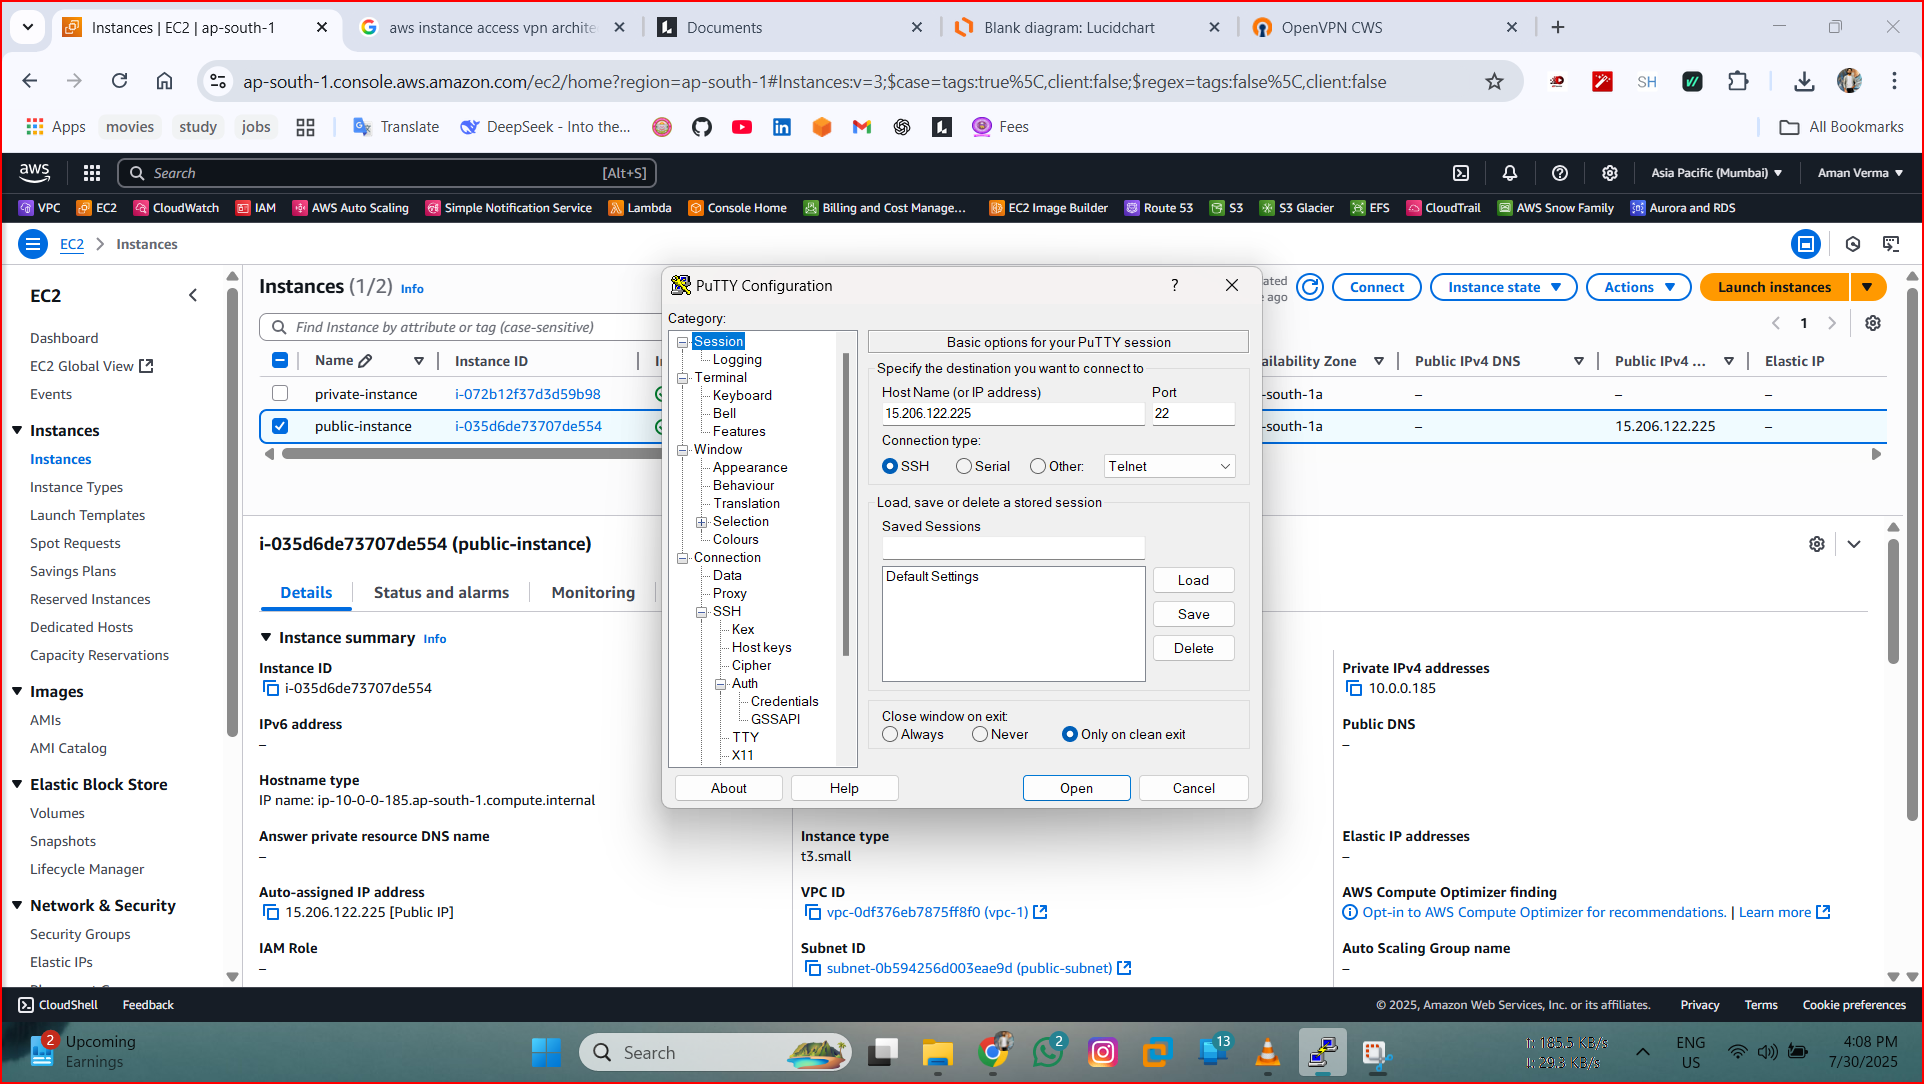 Instances | EC2 | ap-south-1
aws instance access vpn archite
Documents
Blank diagram: Lucidchart
OpenVPN CWS
ap-south-1.console.aws.amazon.com/ec2/home?region=ap-south-1#Instances:v=3;$case=tags:true%5C,client:false;$regex=tags:false%5C,client:false
SH
Apps
movies
study
jobs
Translate
DeepSeek - Into the...
Fees
All Bookmarks
aws
Search
[Alt+S]
Asia Pacific (Mumbai)
Aman Verma
VPC
EC2
CloudWatch
IAM
AWS Auto Scaling
Simple Notification Service
Lambda
Console Home
Billing and Cost Manage...
EC2 Image Builder
Route 53
S3
S3 Glacier
EFS
CloudTrail
AWS Snow Family
Aurora and RDS
EC2
Instances
EC2
Dashboard
EC2 Global View
Events
Instances
Instances
Instance Types
Launch Templates
Spot Requests
Savings Plans
Reserved Instances
Dedicated Hosts
Capacity Reservations
Images
AMIs
AMI Catalog
Elastic Block Store
Volumes
Snapshots
Lifecycle Manager
Network & Security
Security Groups
Elastic IPs
Instances (1/2) Info
ated
ago
Connect
Instance state
Actions
Launch instances
Find Instance by attribute or tag (case-sensitive)
1
Name
Instance ID
ailability Zone
Public IPv4 DNS
Public IPv4 ...
Elastic IP
private-instance
i-072b12f37d3d59b98
-south-1a
–
–
–
public-instance
i-035d6de73707de554
-south-1a
–
15.206.122.225
–
i-035d6de73707de554 (public-instance)
Details
Status and alarms
Monitoring
Instance summary Info
Instance ID
i-035d6de73707de554
IPv6 address
–
Hostname type
IP name: ip-10-0-0-185.ap-south-1.compute.internal
Answer private resource DNS name
–
Auto-assigned IP address
15.206.122.225 [Public IP]
IAM Role
–
Instance type
t3.small
VPC ID
vpc-0df376eb7875ff8f0 (vpc-1)
Subnet ID
subnet-0b594256d003eae9d (public-subnet)
Private IPv4 addresses
10.0.0.185
Public DNS
–
Elastic IP addresses
–
AWS Compute Optimizer finding
Opt-in to AWS Compute Optimizer for recommendations. | Learn more
Auto Scaling Group name
–
PuTTY Configuration
?
Category:
Session
Logging
Terminal
Keyboard
Bell
Features
Window
Appearance
Behaviour
Translation
Selection
Colours
Connection
Data
Proxy
SSH
Kex
Host keys
Cipher
Auth
Credentials
GSSAPI
TTY
X11
Basic options for your PuTTY session
Specify the destination you want to connect to
Host Name (or IP address)
Port
15.206.122.225
22
Connection type:
SSH
Serial
Other:
Telnet
Load, save or delete a stored session
Saved Sessions
Default Settings
Load
Save
Delete
Close window on exit:
Always
Never
Only on clean exit
About
Help
Open
Cancel
CloudShell
Feedback
© 2025, Amazon Web Services, Inc. or its affiliates.
Privacy
Terms
Cookie preferences
2
Upcoming
Earnings
Search
2
13
185.5 KB/s
29.3 KB/s
ENG
US
4:08 PM
7/30/2025